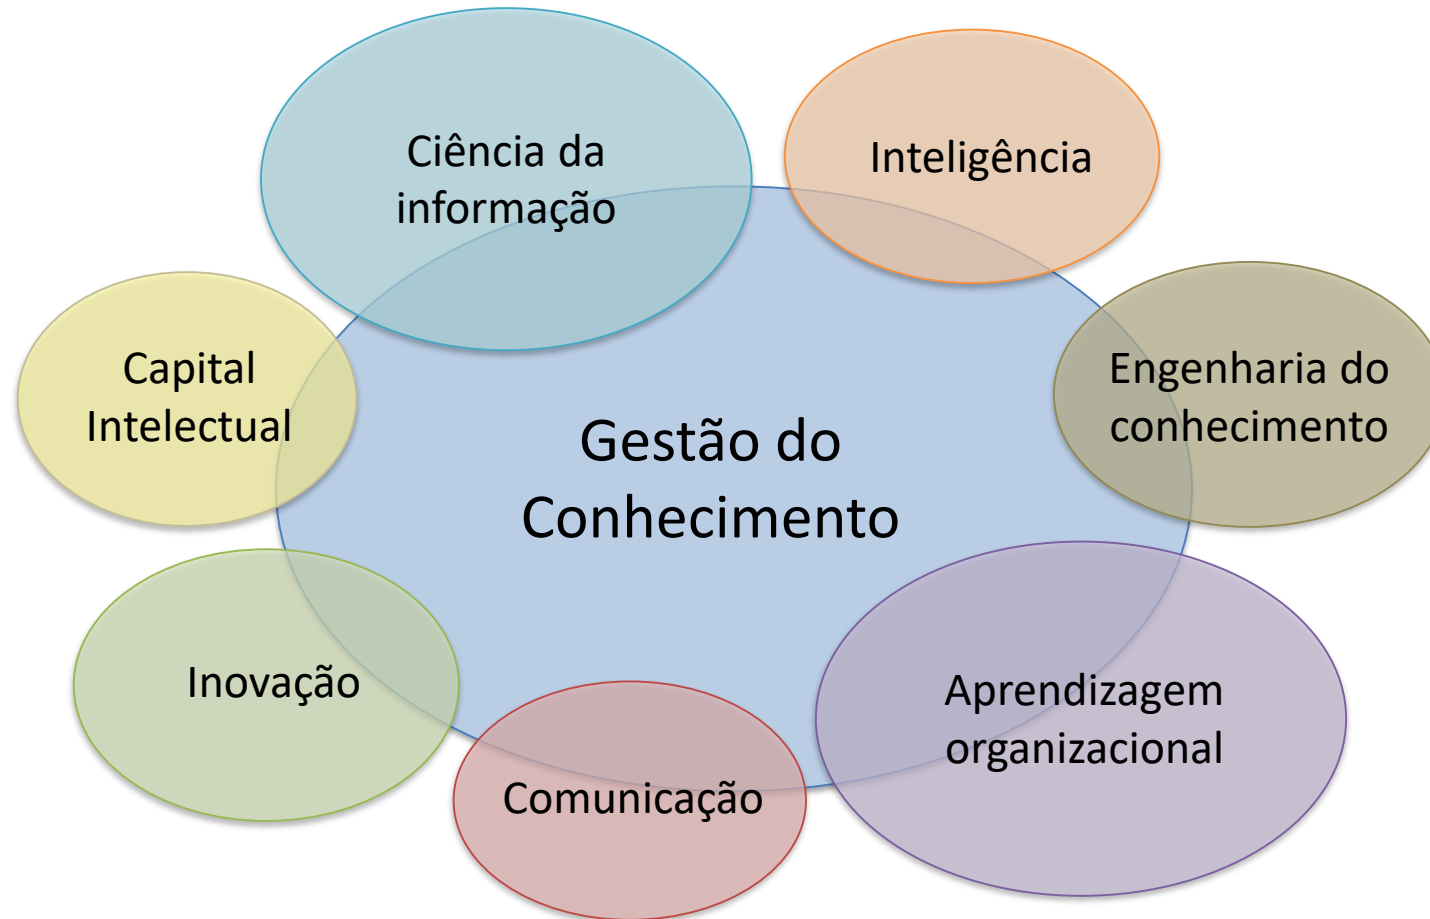 Ciência da
informação
Inteligência
Capital
Intelectual
Engenharia do
conhecimento
Gestão do
Conhecimento
Inovação
Aprendizagem
organizacional
Comunicação